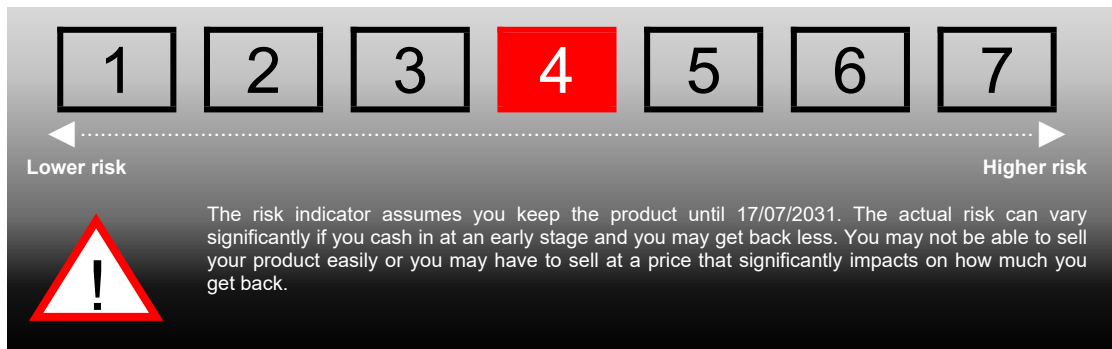 1 2 3 4 5 6 7
Lower risk Higher risk
The risk indicator assumes you keep the product until 17/07/2031. The actual risk can vary
significantly if you cash in at an early stage and you may get back less. You may not be able to sell
your product easily or you may have to sell at a price that significantly impacts on how much you
get back.
!